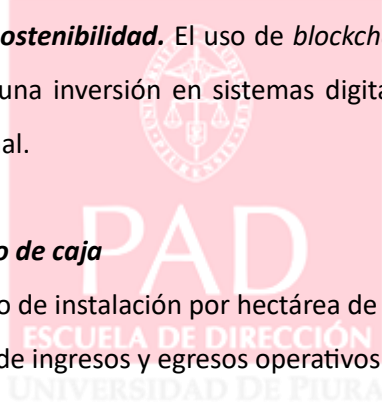 ostenibilidad. El uso de blockch
una inversión en sistemas digita
al.
o de caja
PAD
o de instalación por hectárea de
ESCUELA DE DIRECCIÓN
de ingresos y egresos operativos
UNIVERSIDAD DE PIURA